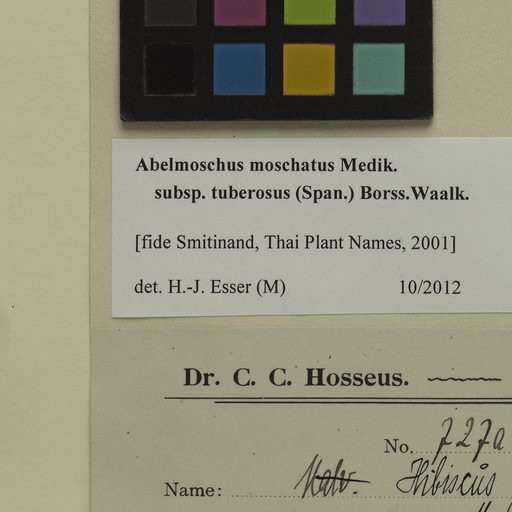 Abelmoschus moschatus Medik.
subsp. tuberosus (Span.) Borss.Waalk.
[fide Smitinand, Thai Plant Names, 2001]
det. H.-J. Esser (M) 10/2012
Dr. C. C. Hosseus.
No. 727a
Name: Malv. Hibiscus